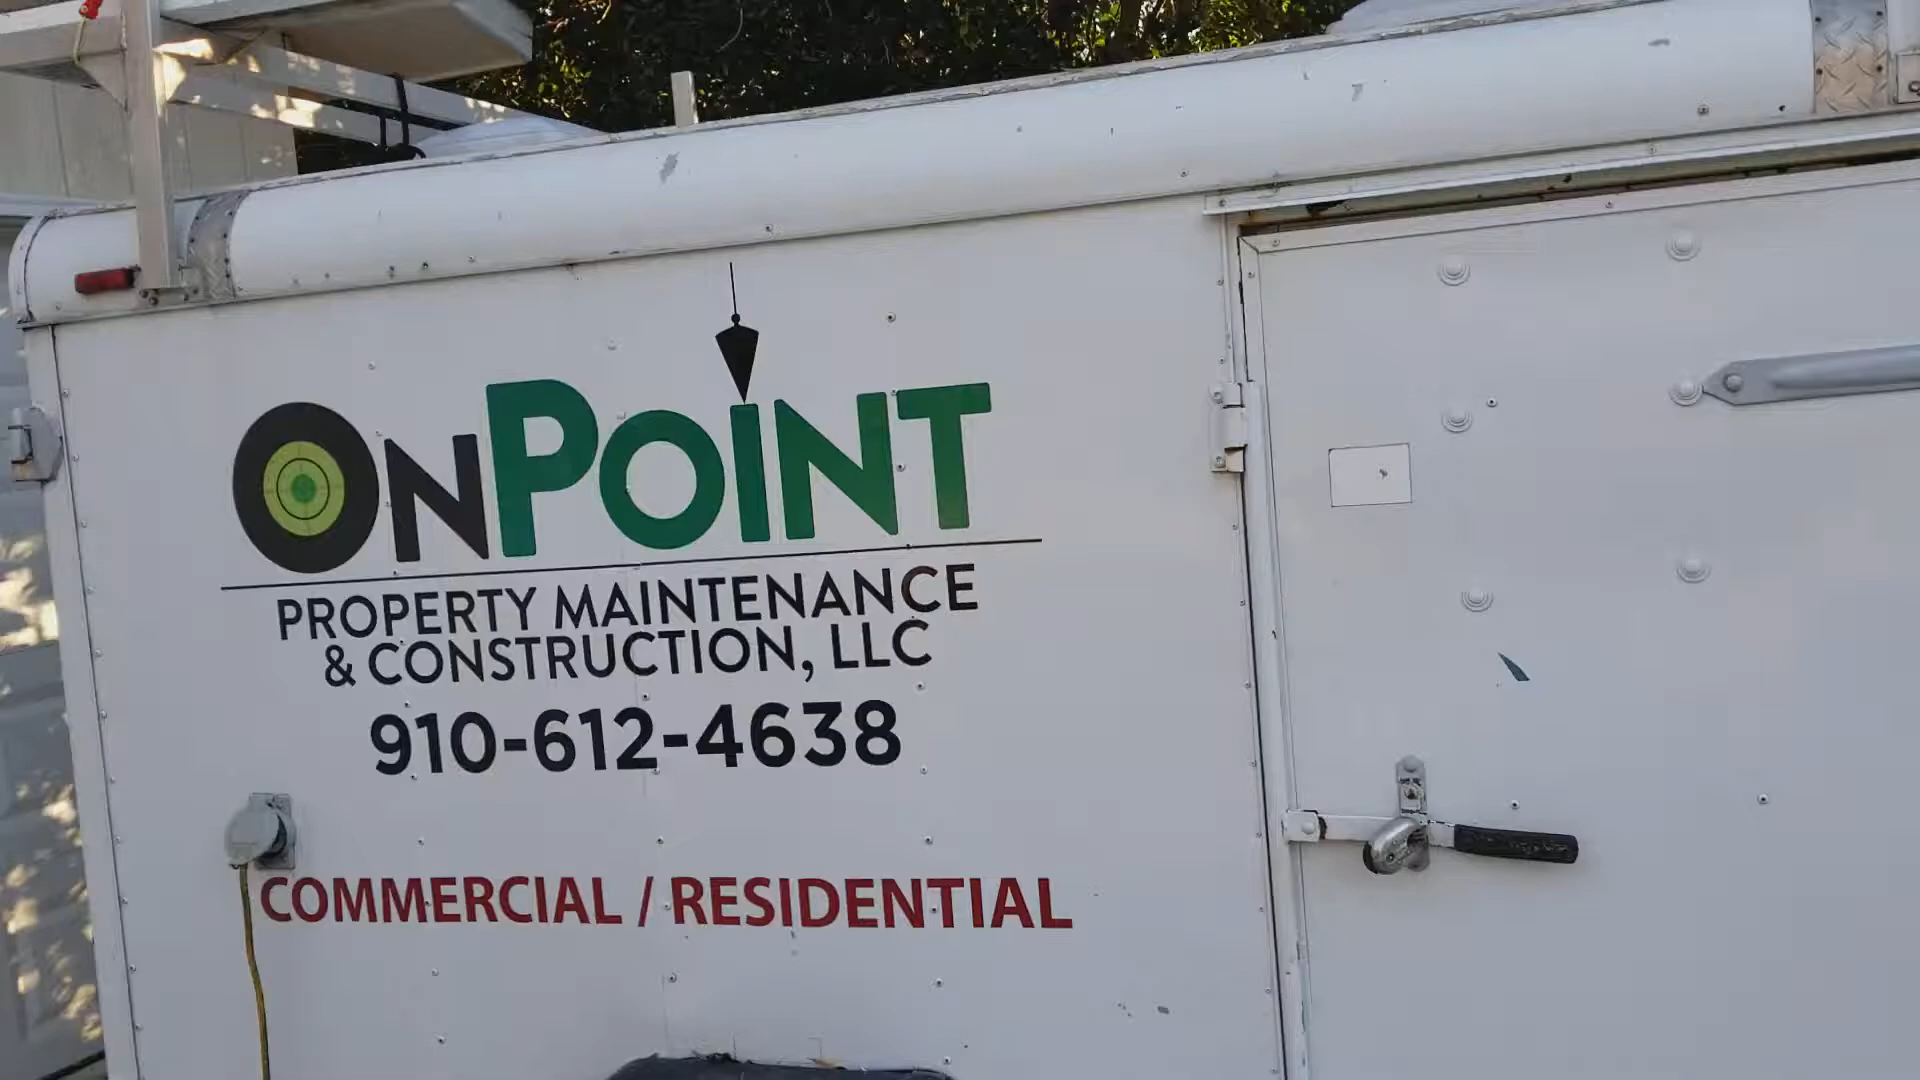 ONPOINT
PROPERTY MAINTENANCE
& CONSTRUCTION, LLC
910-612-4638
COMMERCIAL / RESIDENTIAL